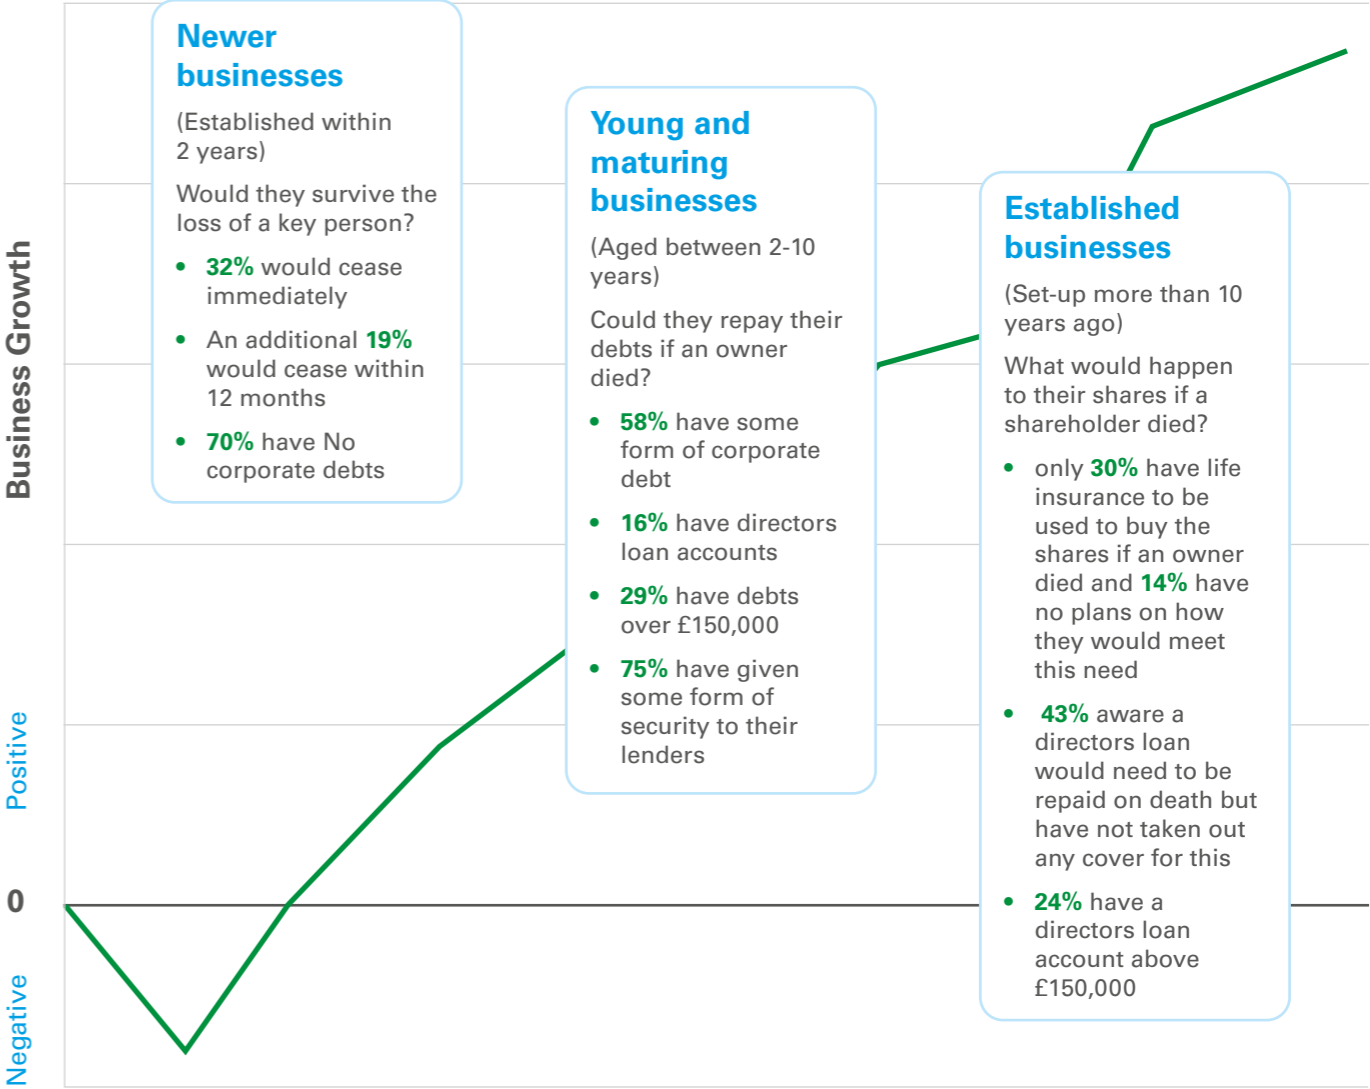 Business Growth
Positive
0
Negative
Newer
businesses
(Established within
2 years)
Would they survive the
loss of a key person?
• 32% would cease
immediately
• An additional 19%
would cease within
12 months
• 70% have No
corporate debts
Young and
maturing
businesses
(Aged between 2-10
years)
Could they repay their
debts if an owner
died?
• 58% have some
form of corporate
debt
• 16% have directors
loan accounts
• 29% have debts
over £150,000
• 75% have given
some form of
security to their
lenders
Established
businesses
(Set-up more than 10
years ago)
What would happen
to their shares if a
shareholder died?
• only 30% have life
insurance to be
used to buy the
shares if an owner
died and 14% have
no plans on how
they would meet
this need
• 43% aware a
directors loan
would need to be
repaid on death but
have not taken out
any cover for this
• 24% have a
directors loan
account above
£150,000